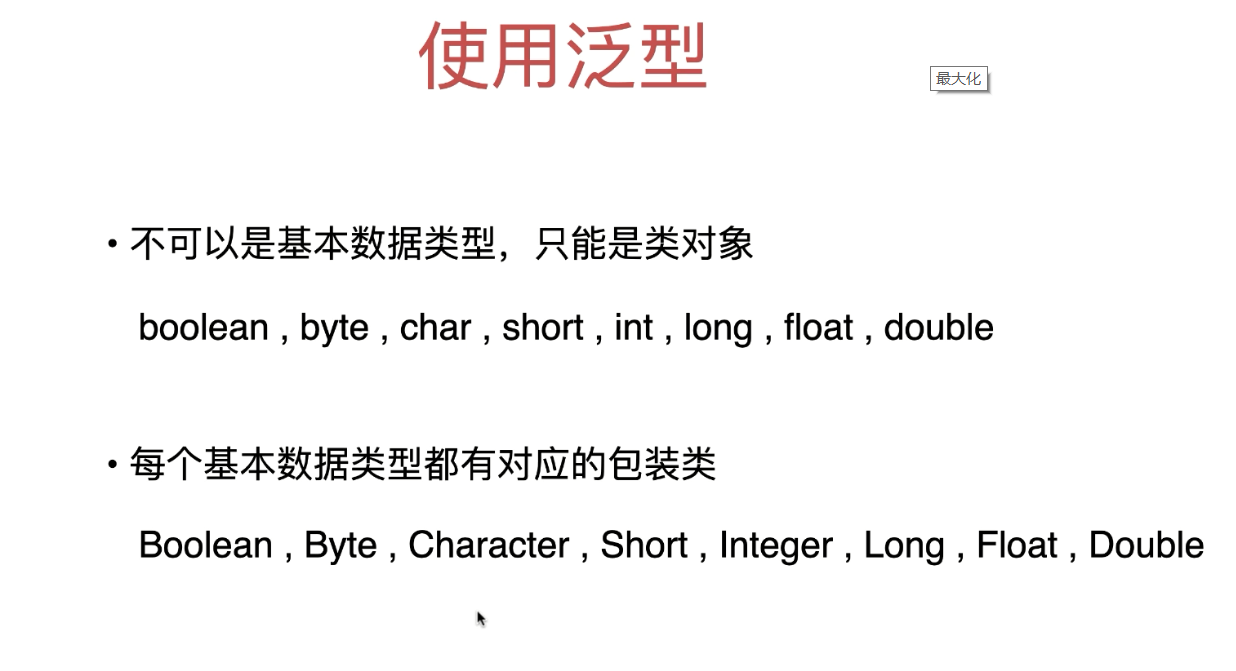 使用泛型
最大化
• 不可以是基本数据类型，只能是类对象
boolean , byte , char , short , int , long , float , double
• 每个基本数据类型都有对应的包装类
Boolean , Byte , Character , Short , Integer , Long , Float , Double